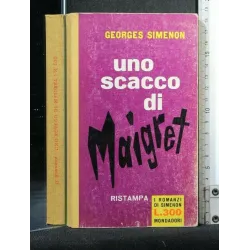 GEORGES SIMENON
uno
scacco
di
Maigret
RISTAMPA
I ROMANZI
DI SIMENON
L.300
MONDADORI